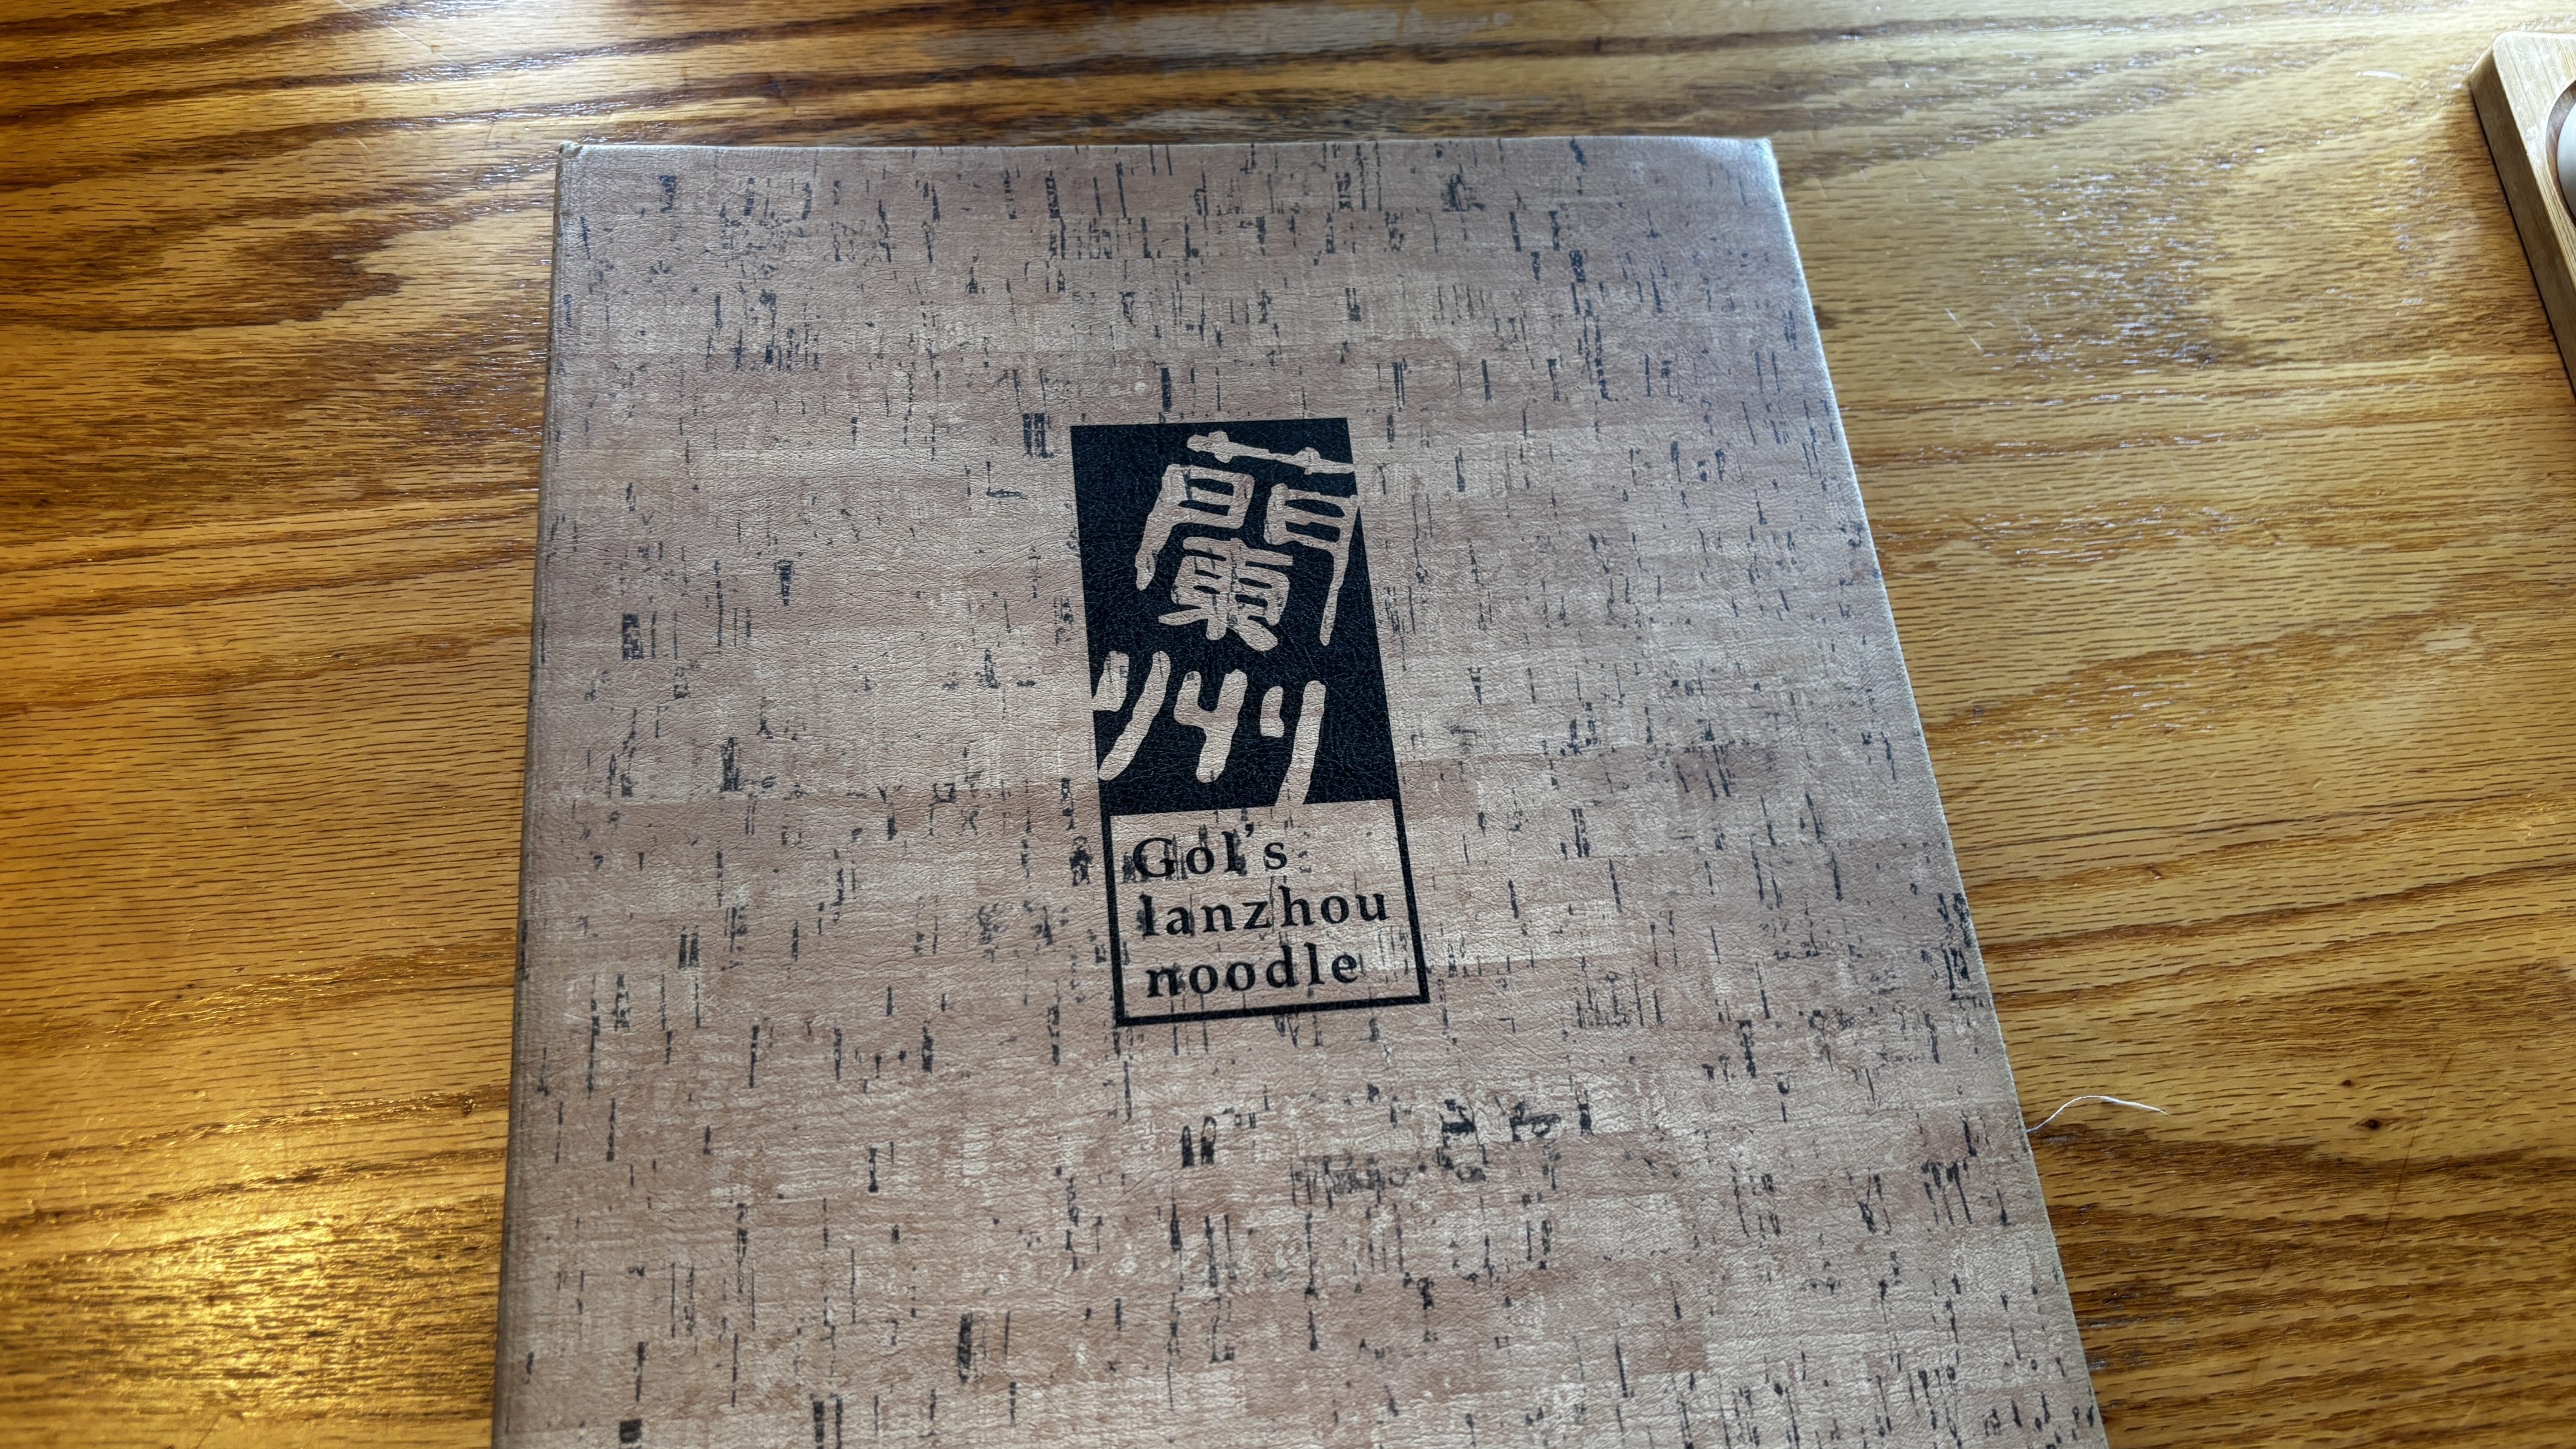 蘭
州
Gol's
lanzhou
noodle